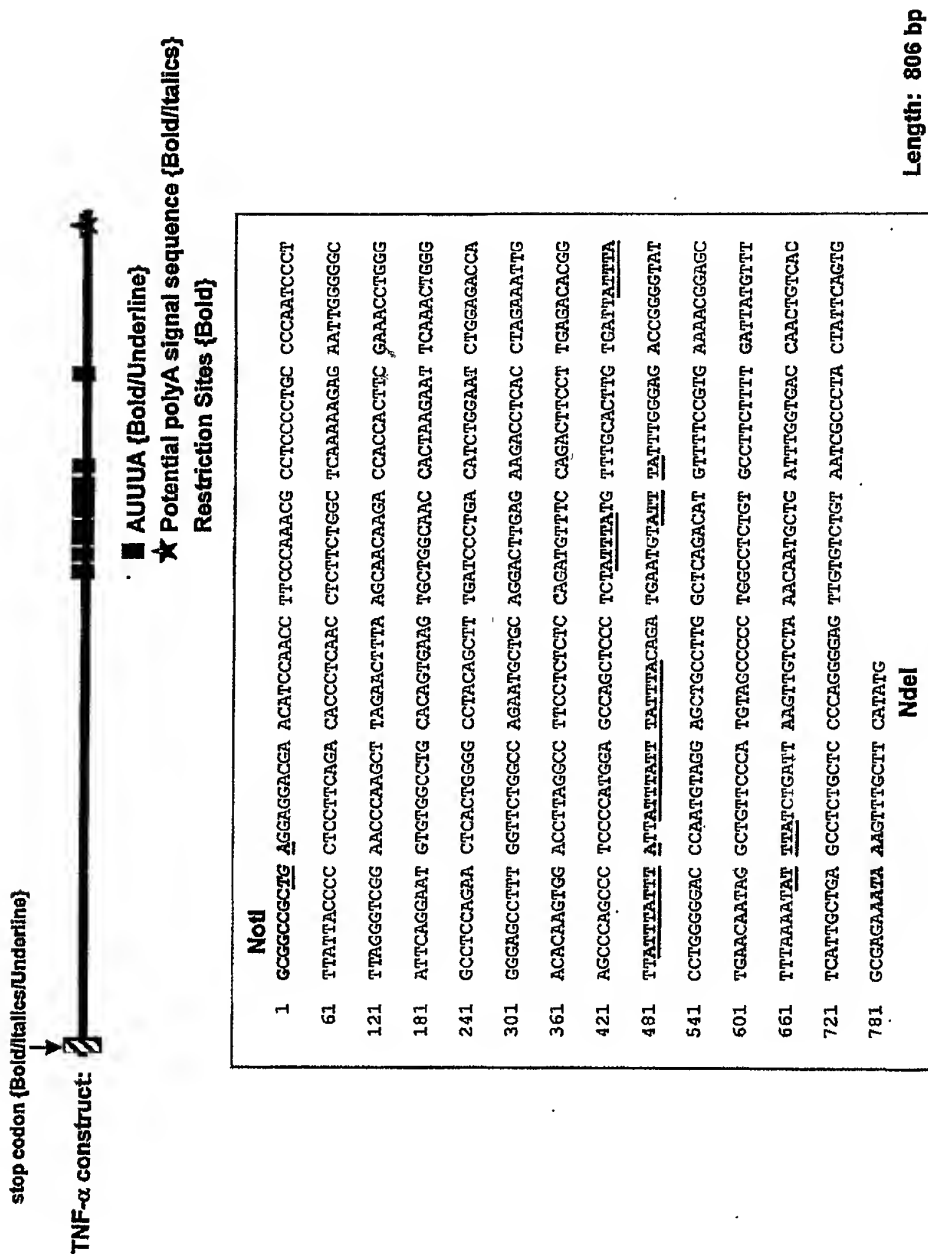 stop codon {Bold/Italics/Underline}
TNF-α construct:
AUUUA {Bold/Underline}
Potential polyA signal sequence {Bold/Italics}
Restriction Sites {Bold}
NotI
1 GCGGCCGCTG AGGAGGACGA ACATCCAACC TTCCCAAACG CCTCCCCTGC CCCAATCCCT
61 TTATTACCCC CTCCTTCAGA CACCCTCAAC CTCTTCTGGC TCAAAAAGAG AATTGGGGGC
121 TTAGGGTCGG AACCCAAGCT TAGAACTTTA AGCAACAAGA CCACCACTTC GAAACCTGGG
181 ATTCAGGAAT GTGTGGCCTG CACAGTGAAG TGCTGGCAAC CACTAAGAAT TCAAACTGGG
241 GCCTCCAGAA CTCACTGGGG CCTACAGCTT TGATCCCTGA CATCTGGAAT CTGGAGACCA
301 GGGAGCCTTT GGTTCTGGCC AGAATGCTGC AGGACTTGAG AAGACCTCAC CTAGAAATTG
361 ACACAAGTGG ACCTTAGGCC TTCCTCTCTC CAGATGTTTC CAGACTTCCT TGAGACACGG
421 AGCCCAGCCC TCCCCATGGA GCCAGCTCCC TCTATTTATG TTTGCACTTG TGATTATTTA
481 TTATTTATTT ATTATTTATT TATTTACAGA TGAATGTATT TATTTGGGAG ACCGGGGTAT
541 CCTGGGGGAC CCAATGTAGG AGCTGCCTTG GCTCAGACAT GTTTTCCGTG AAAACGGAGC
601 TGAACAATAG GCTGTTCCCA TGTAGCCCCC TGGCCTCTGT GCCTTCTTTT GATTATGTTT
661 TTTAAAATAT TTATCTGATT AAGTTGTCTA AACAATGCTG ATTTGGTGAC CAACTGTCAC
721 TCATTGCTGA GCCTCTGCTC CCCAGGGGAG TTGTGTCTGT AATCGCCCTA CTATTCAGTG
781 GCGAGAAATA AAGTTTGCTT CATATG
NdeI
Length: 806 bp